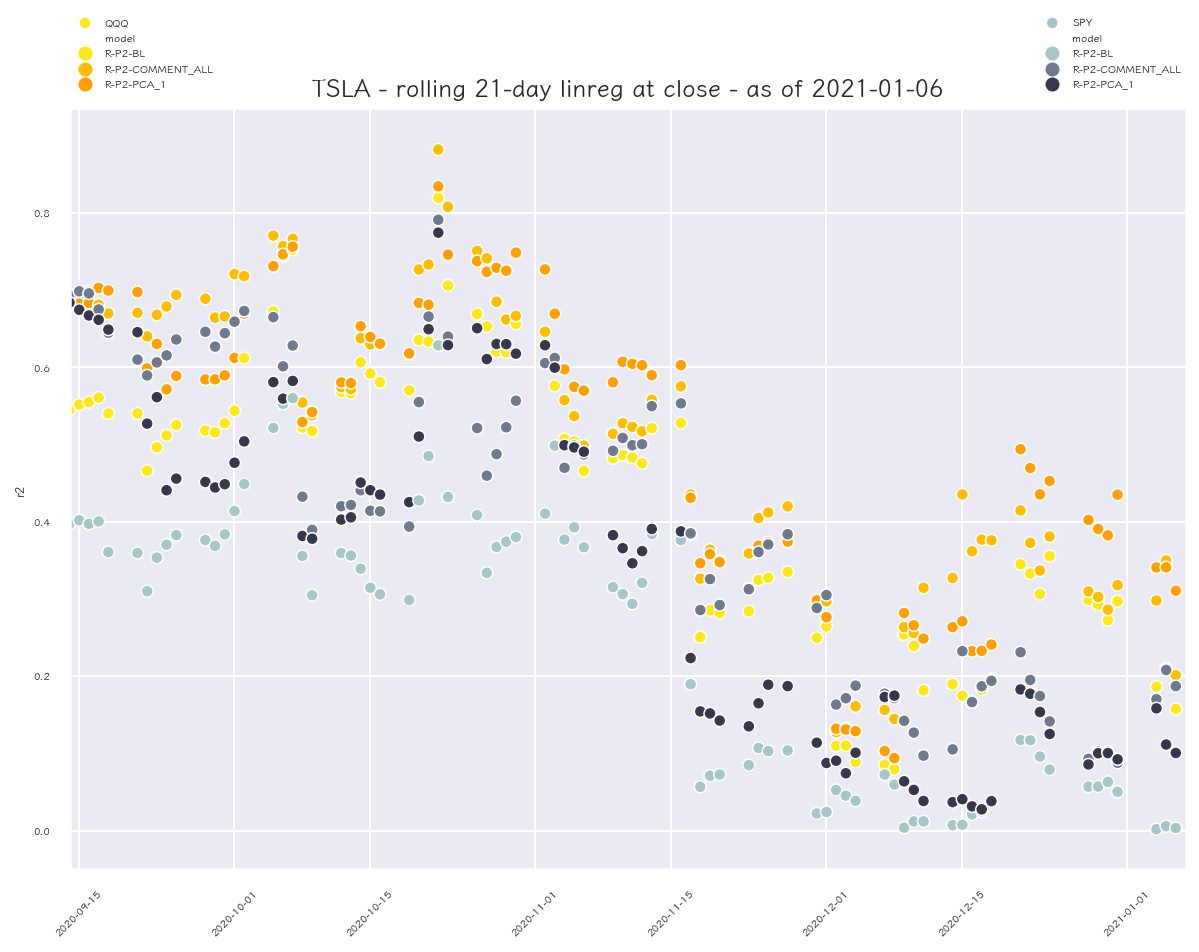 QQQ
model
R-P2-BL
R-P2-COMMENT_ALL
R-P2-PCA_1
SPY
model
R-P2-BL
R-P2-COMMENT_ALL
R-P2-PCA_1
TSLA - rolling 21-day linreg at close - as of 2021-01-06
r2
0.8
0.6
0.4
0.2
0.0
2020-09-15
2020-10-01
2020-10-15
2020-11-01
2020-11-15
2020-12-01
2020-12-15
2021-01-01